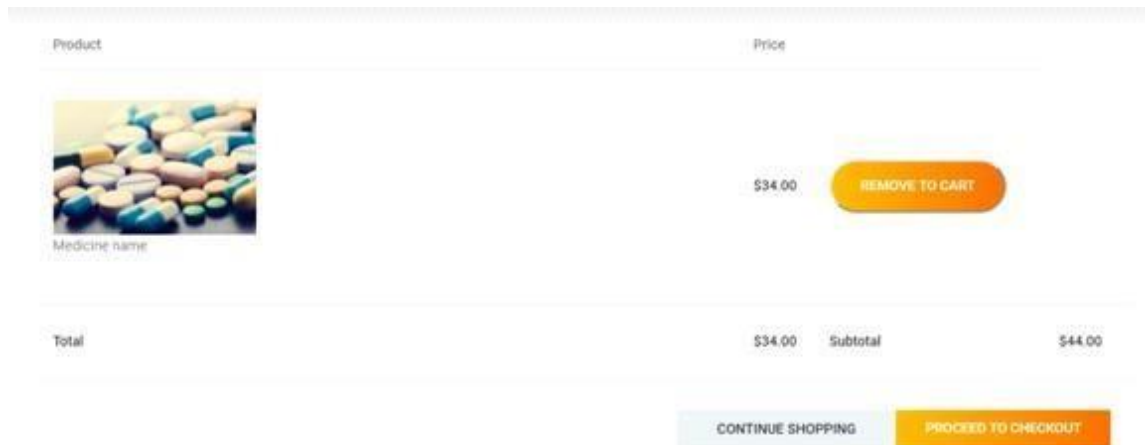 Product Price
$34.00 REMOVE TO CART
Medicine name
Total $34.00 Subtotal $44.00
CONTINUE SHOPPING PROCEED TO CHECKOUT